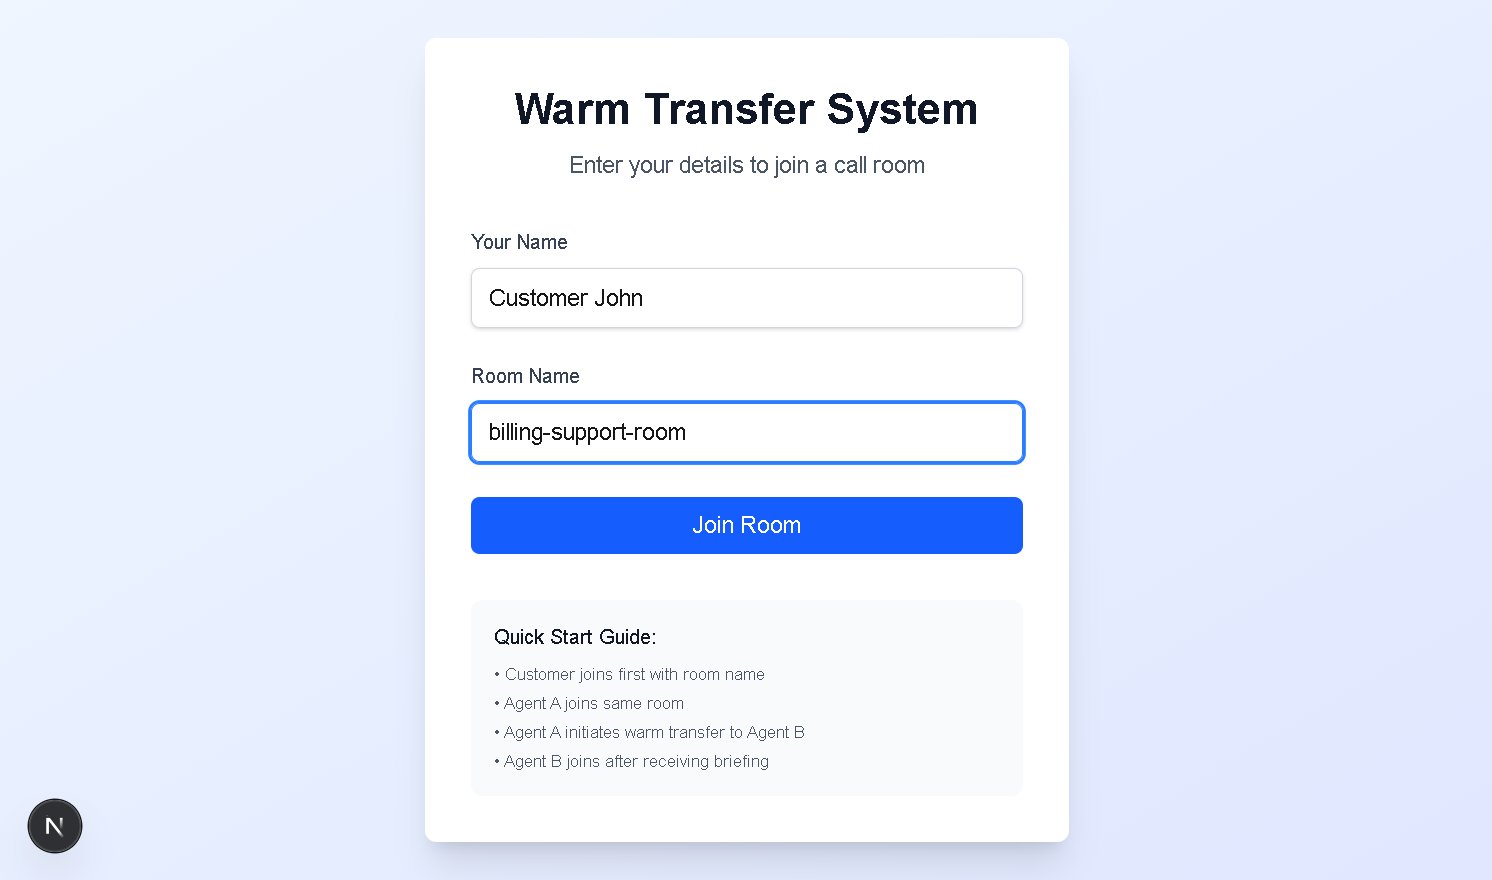 Warm Transfer System
Enter your details to join a call room
Your Name
Customer John
Room Name
billing-support-room
Join Room
Quick Start Guide:
• Customer joins first with room name
• Agent A joins same room
• Agent A initiates warm transfer to Agent B
• Agent B joins after receiving briefing
N